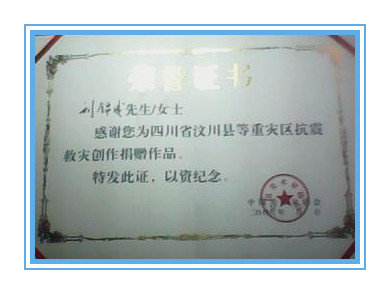 荣誉证书
先生/女士
感谢您为四川省汶川县等重灾区抗震
救灾创作捐赠作品。
特发此证，以资纪念。